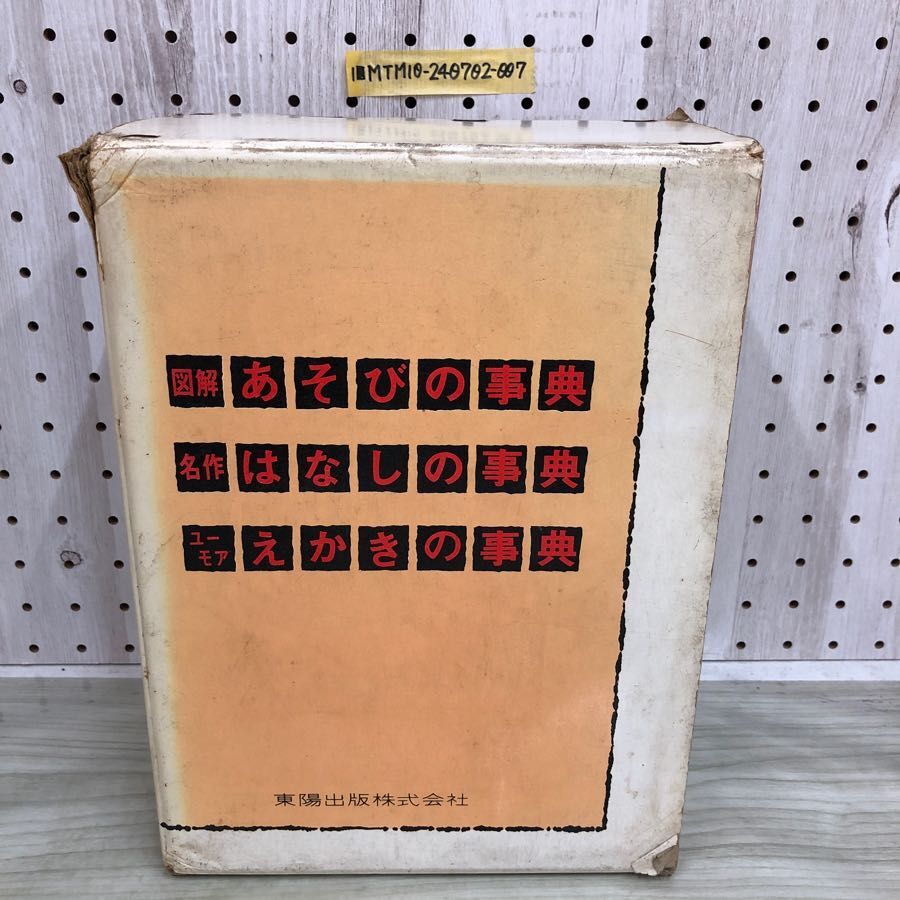 1■MTM10-240702-007
図解あそびの事典
名作はなしの事典
ユーモアえかきの事典
東陽出版株式会社